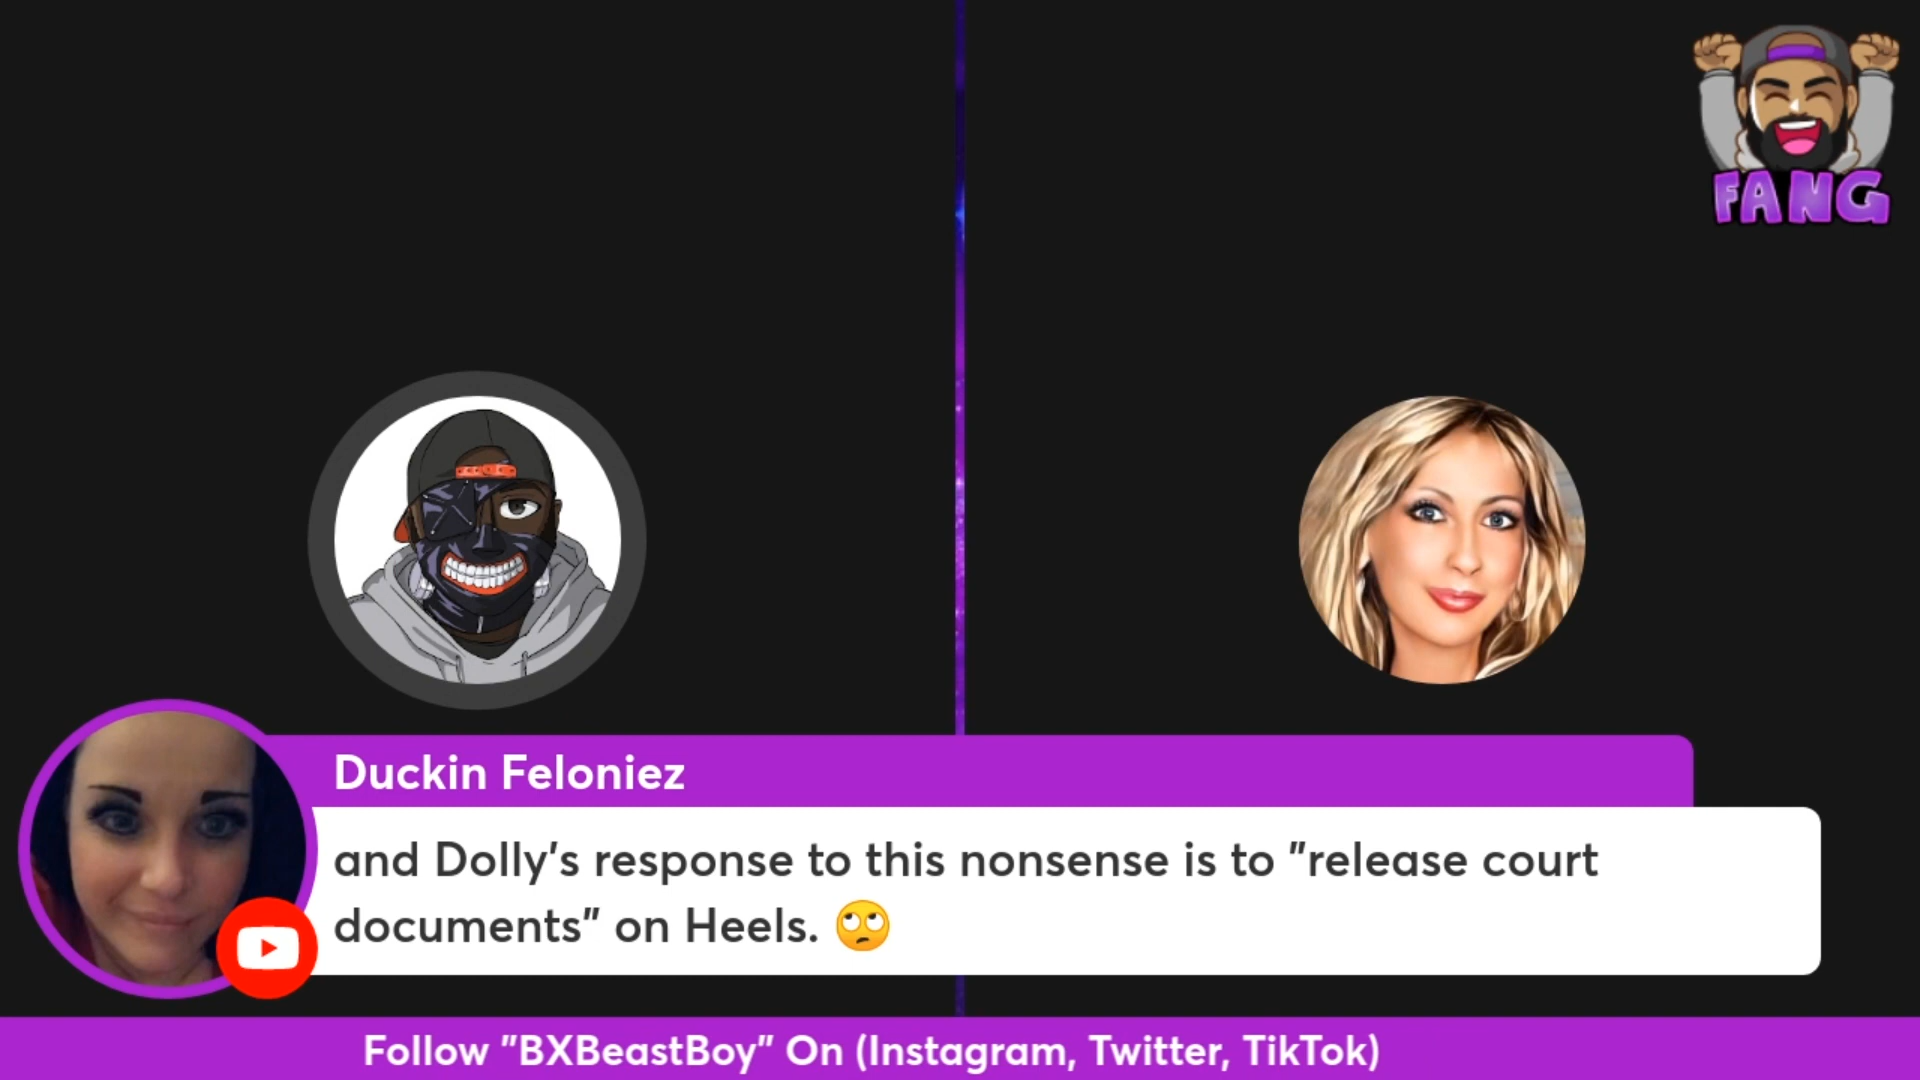 FANG
Duckin Feloniez
and Dolly's response to this nonsense is to "release court
documents" on Heels. 🙄
Follow "BXBeastBoy" On (Instagram, Twitter, TikTok)